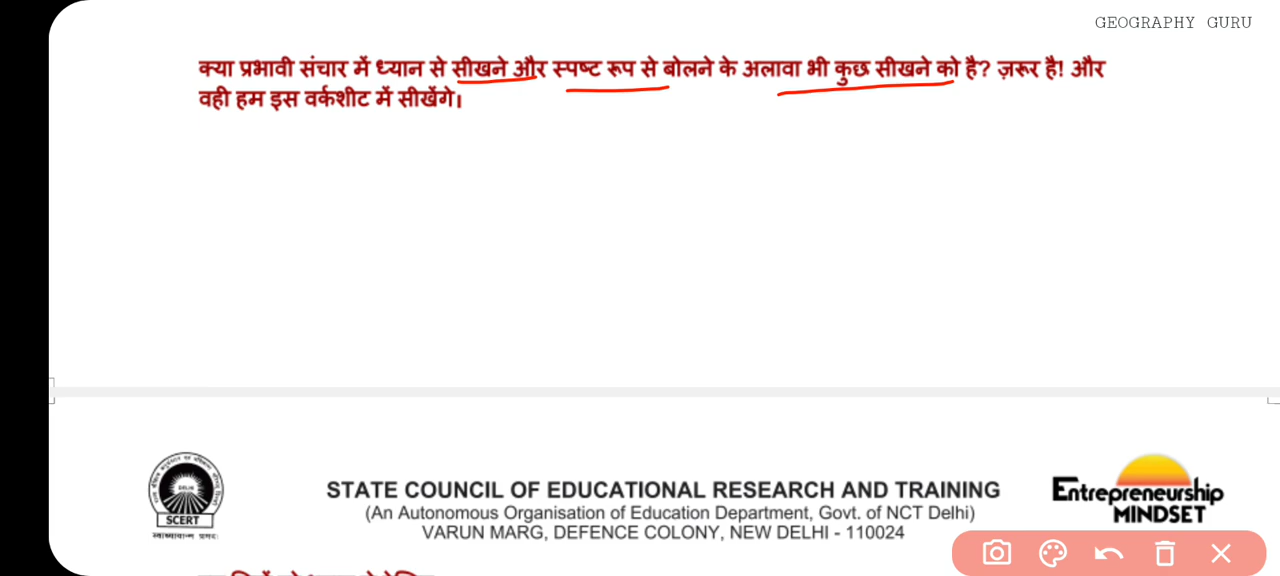 GEOGRAPHY GURU
क्या प्रभावी संचार में ध्यान से सीखने और स्पष्ट रूप से बोलने के अलावा भी कुछ सीखने को है? ज़रूर है! और
वही हम इस वर्कशीट में सीखेंगे।
STATE COUNCIL OF EDUCATIONAL RESEARCH AND TRAINING
(An Autonomous Organisation of Education Department, Govt. of NCT Delhi)
VARUN MARG, DEFENCE COLONY, NEW DELHI - 110024
DELHI
SCERT
Entrepreneurship
MINDSET